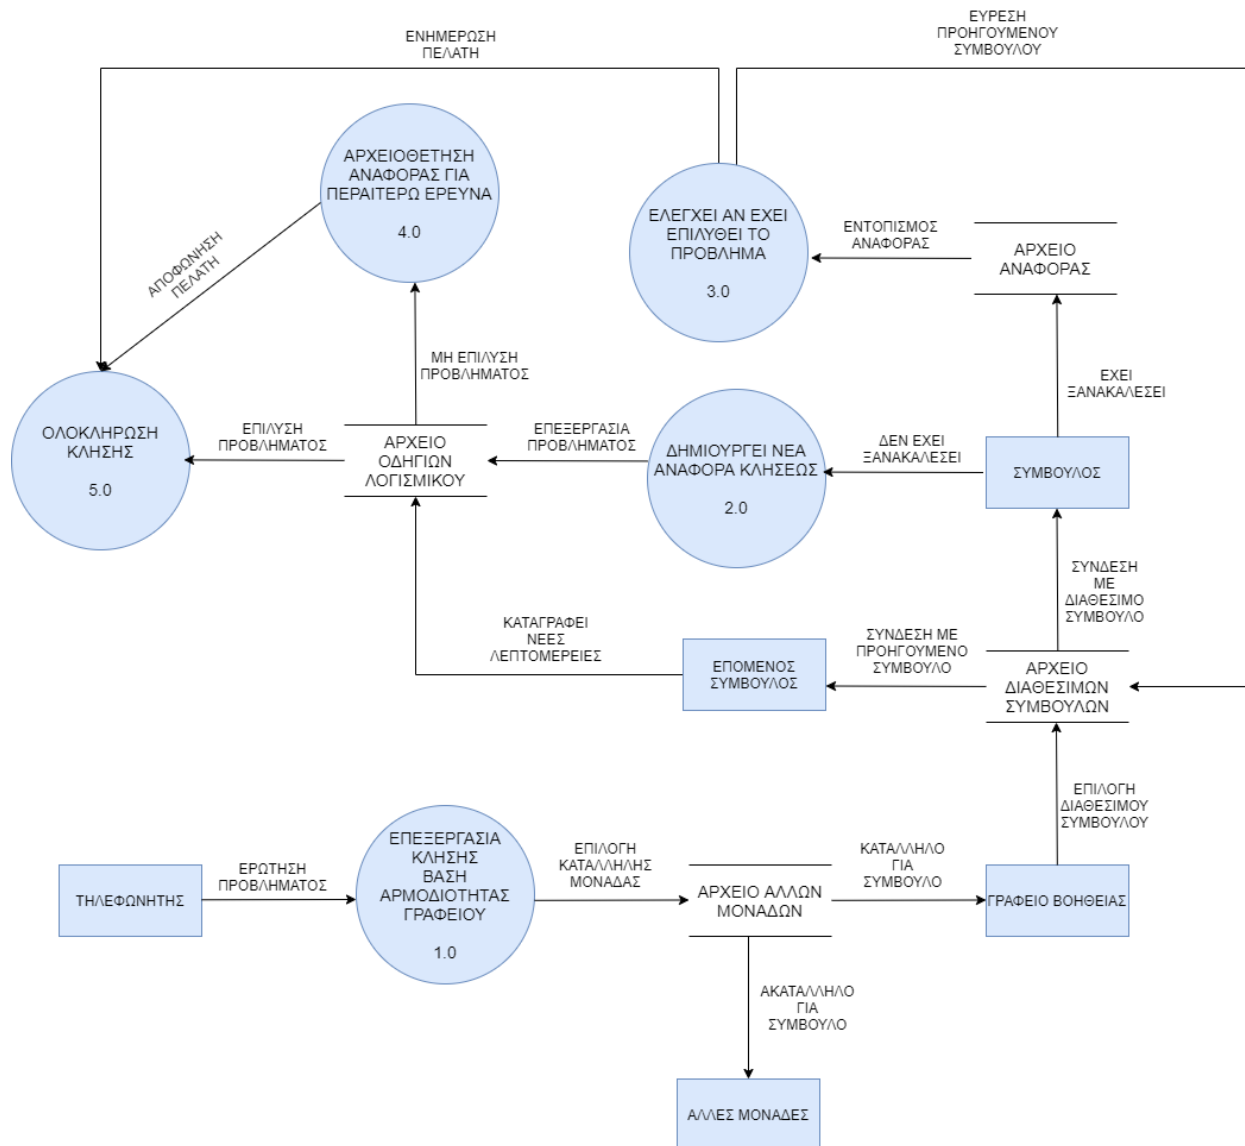 ΕΝΗΜΕΡΩΣΗ
ΠΕΛΑΤΗ
ΕΥΡΕΣΗ
ΠΡΟΗΓΟΥΜΕΝΟΥ
ΣΥΜΒΟΥΛΟΥ
ΑΡΧΕΙΟΘΕΤΗΣΗ
ΑΝΑΦΟΡΑΣ ΓΙΑ
ΠΕΡΑΙΤΕΡΩ ΕΡΕΥΝΑ
4.0
ΕΛΕΓΧΕΙ ΑΝ ΕΧΕΙ
ΕΠΙΛΥΘΕΙ ΤΟ
ΠΡΟΒΛΗΜΑ
3.0
ΕΝΤΟΠΙΣΜΟΣ
ΑΝΑΦΟΡΑΣ
ΑΡΧΕΙΟ
ΑΝΑΦΟΡΑΣ
ΑΠΟΦΩΝΗΣΗ
ΠΕΛΑΤΗ
ΜΗ ΕΠΙΛΥΣΗ
ΠΡΟΒΛΗΜΑΤΟΣ
ΕΧΕΙ
ΞΑΝΑΚΑΛΕΣΕΙ
ΟΛΟΚΛΗΡΩΣΗ
ΚΛΗΣΗΣ
5.0
ΕΠΙΛΥΣΗ
ΠΡΟΒΛΗΜΑΤΟΣ
ΑΡΧΕΙΟ
ΟΔΗΓΙΩΝ
ΛΟΓΙΣΜΙΚΟΥ
ΕΠΕΞΕΡΓΑΣΙΑ
ΠΡΟΒΛΗΜΑΤΟΣ
ΔΗΜΙΟΥΡΓΕΙ ΝΕΑ
ΑΝΑΦΟΡΑ ΚΛΗΣΕΩΣ
2.0
ΔΕΝ ΕΧΕΙ
ΞΑΝΑΚΑΛΕΣΕΙ
ΣΥΜΒΟΥΛΟΣ
ΣΥΝΔΕΣΗ
ΜΕ
ΔΙΑΘΕΣΙΜΟ
ΣΥΜΒΟΥΛΟ
ΚΑΤΑΓΡΑΦΕΙ
ΝΕΕΣ
ΛΕΠΤΟΜΕΡΕΙΕΣ
ΕΠΟΜΕΝΟΣ
ΣΥΜΒΟΥΛΟΣ
ΣΥΝΔΕΣΗ ΜΕ
ΠΡΟΗΓΟΥΜΕΝΟ
ΣΥΜΒΟΥΛΟ
ΑΡΧΕΙΟ
ΔΙΑΘΕΣΙΜΩΝ
ΣΥΜΒΟΥΛΩΝ
ΕΠΙΛΟΓΗ
ΔΙΑΘΕΣΙΜΟΥ
ΣΥΜΒΟΥΛΟΥ
ΤΗΛΕΦΩΝΗΤΗΣ
ΕΡΩΤΗΣΗ
ΠΡΟΒΛΗΜΑΤΟΣ
ΕΠΕΞΕΡΓΑΣΙΑ
ΚΛΗΣΗΣ
ΒΑΣΗ
ΑΡΜΟΔΙΟΤΗΤΑΣ
ΓΡΑΦΕΙΟΥ
1.0
ΕΠΙΛΟΓΗ
ΚΑΤΑΛΛΗΛΗΣ
ΜΟΝΑΔΑΣ
ΑΡΧΕΙΟ ΑΛΛΩΝ
ΜΟΝΑΔΩΝ
ΚΑΤΑΛΛΗΛΟ
ΓΙΑ
ΣΥΜΒΟΥΛΟ
ΓΡΑΦΕΙΟ ΒΟΗΘΕΙΑΣ
ΑΚΑΤΑΛΛΗΛΟ
ΓΙΑ
ΣΥΜΒΟΥΛΟ
ΑΛΛΕΣ ΜΟΝΑΔΕΣ